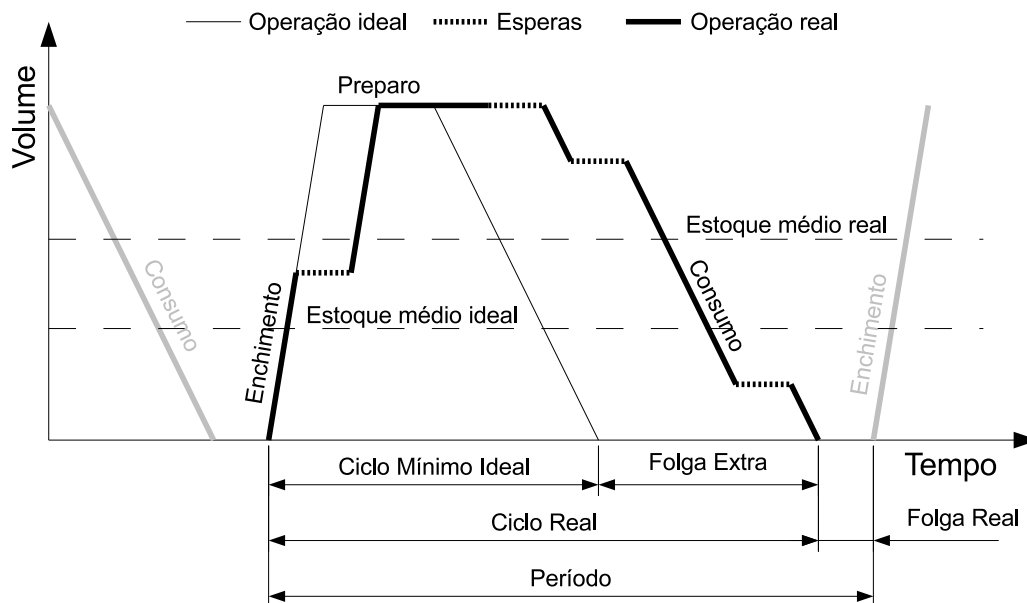 Operação ideal
Esperas
Operação real
Volume
Preparo
Estoque médio real
Consumo
Enchimento
Estoque médio ideal
Consumo
Enchimento
Ciclo Mínimo Ideal
Folga Extra
Tempo
Ciclo Real
Folga Real
Período